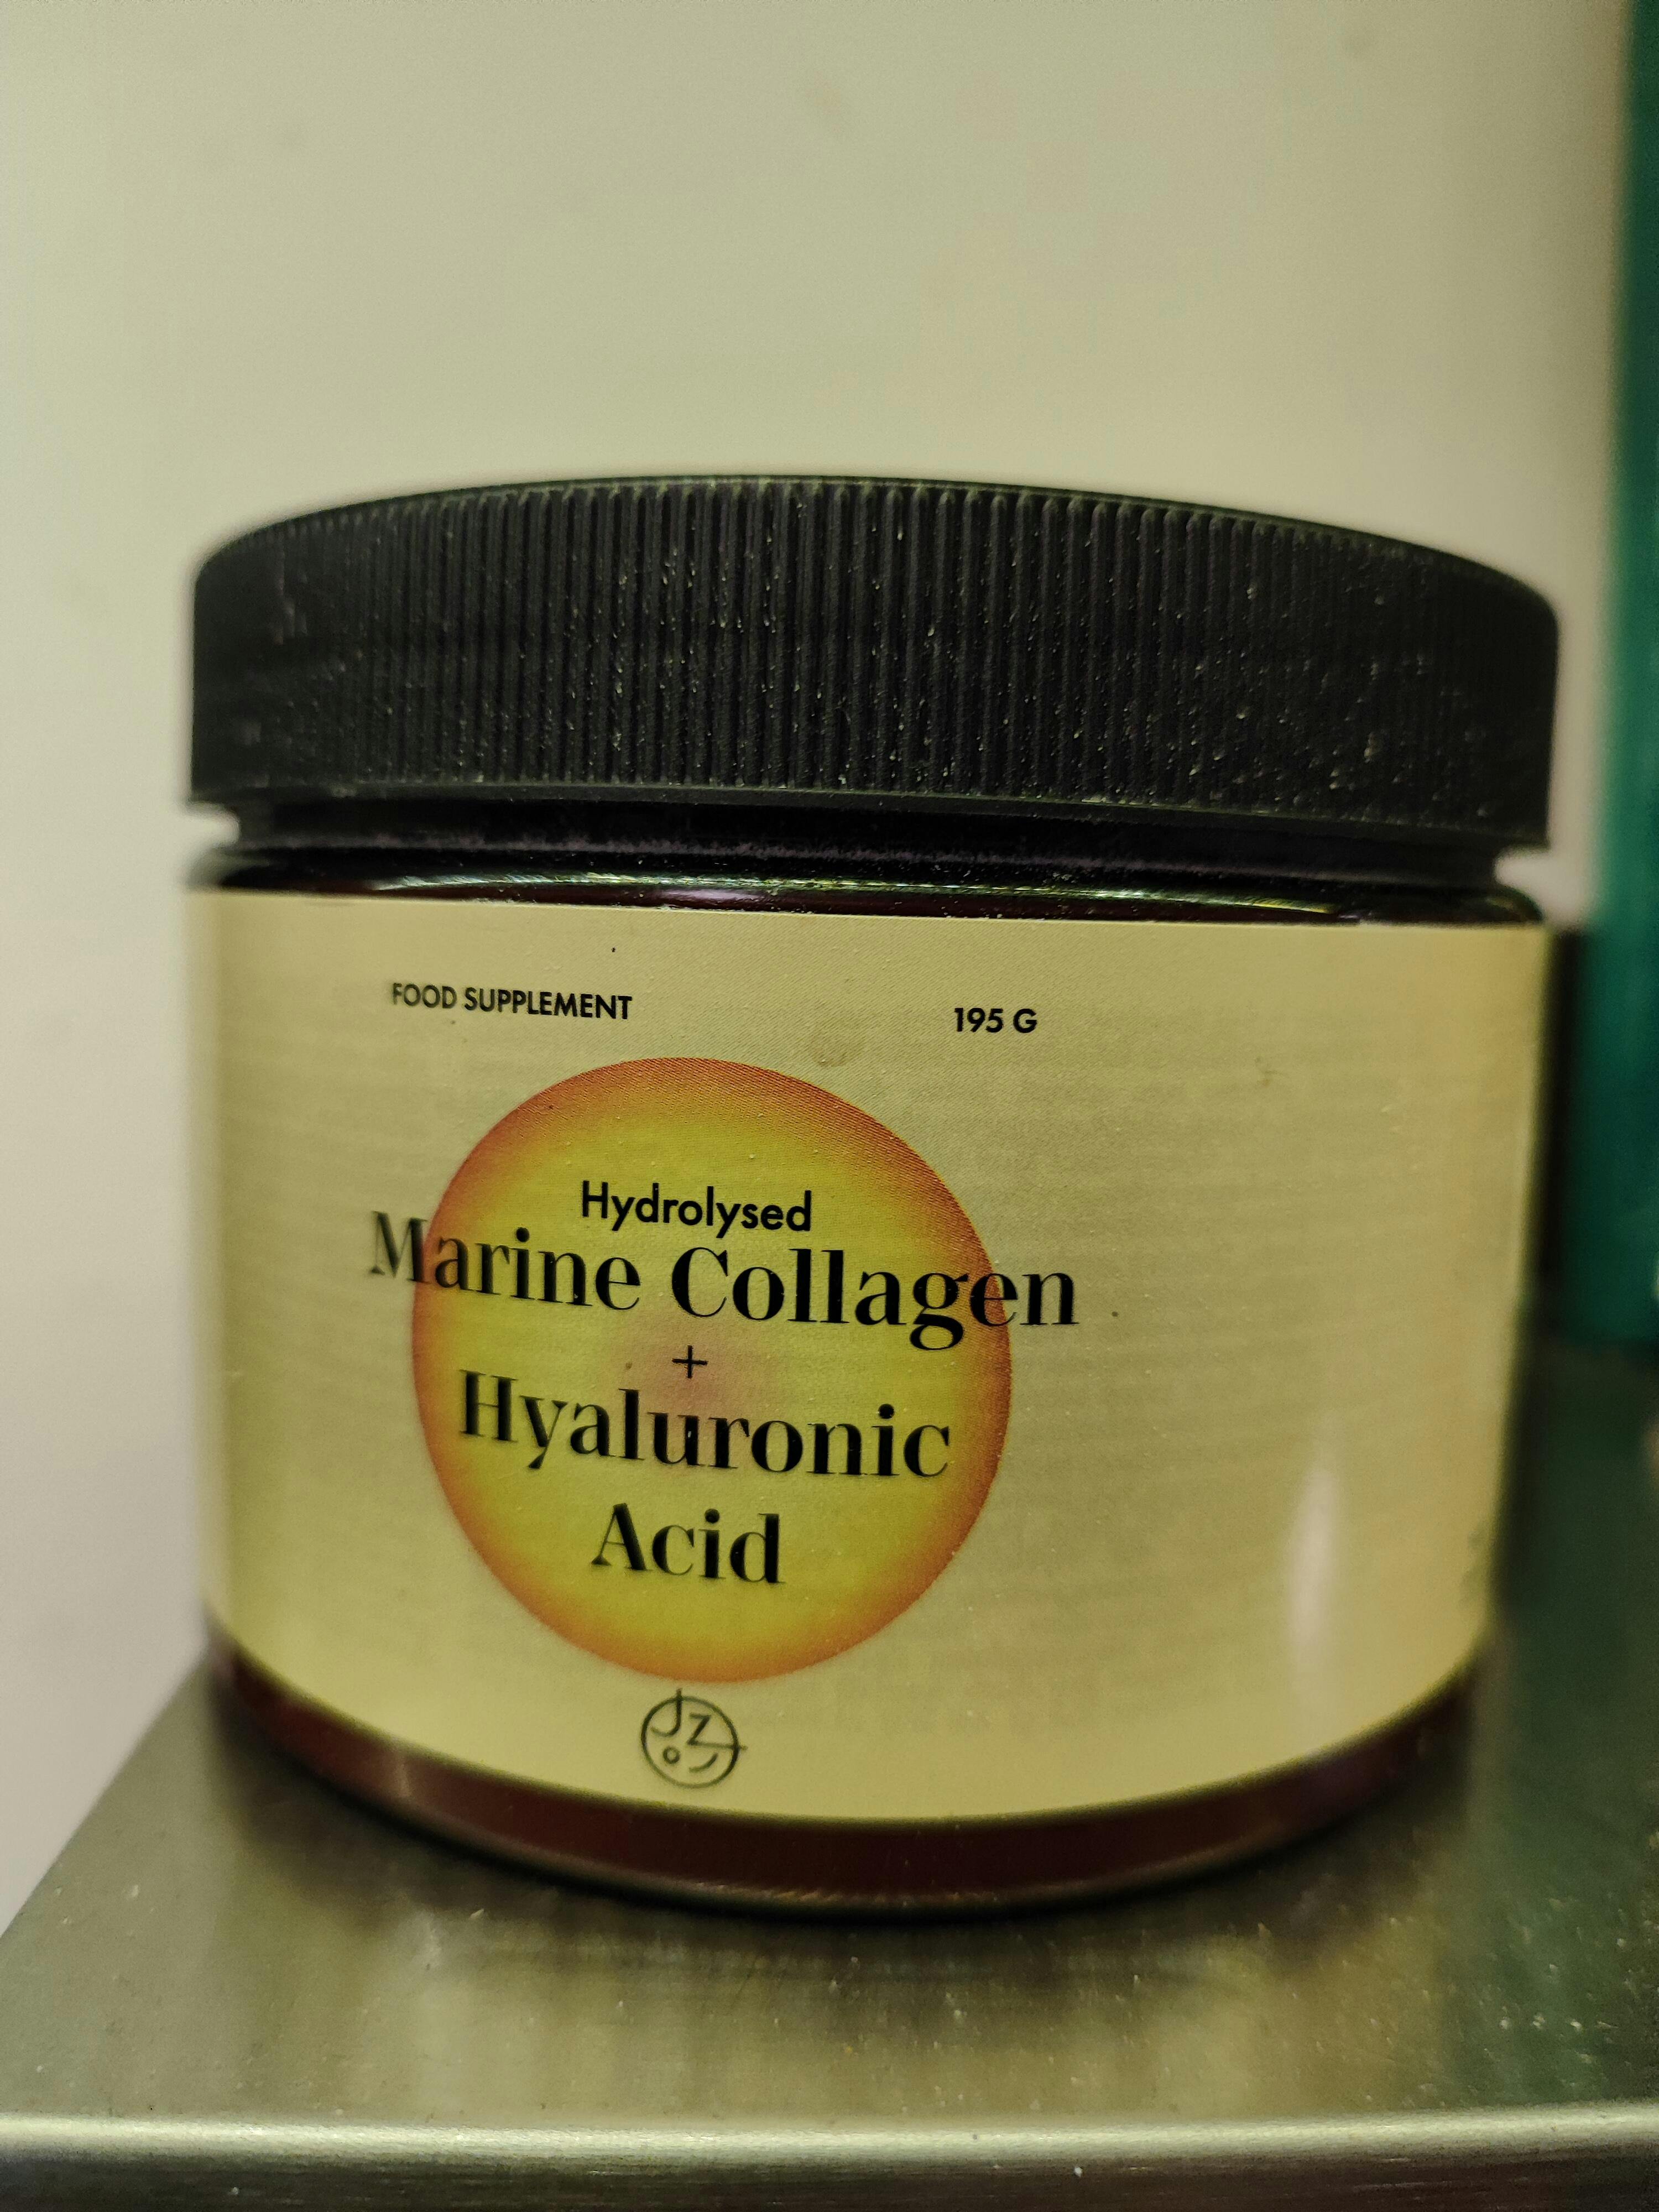 FOOD SUPPLEMENT 195 G
Hydrolysed
Marine Collagen
+
Hyaluronic
Acid